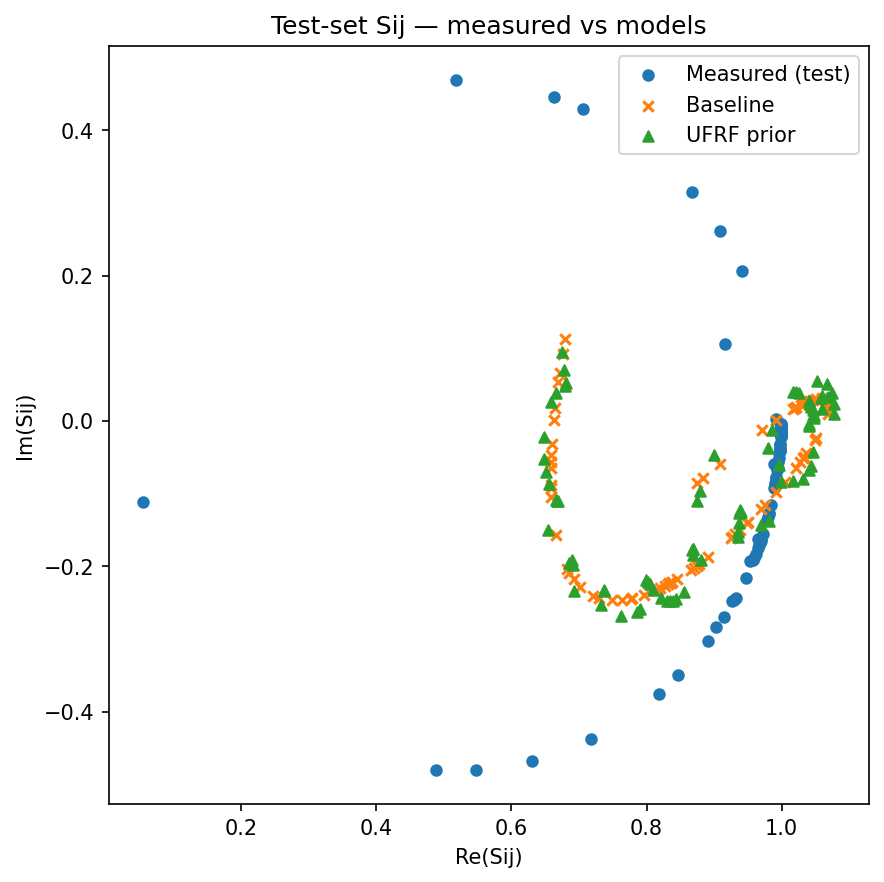 Test-set Sij — measured vs models
Measured (test)
Baseline
UFRF prior
Im(Sij)
0.4
0.2
0.0
−0.2
−0.4
0.2
0.4
0.6
0.8
1.0
Re(Sij)